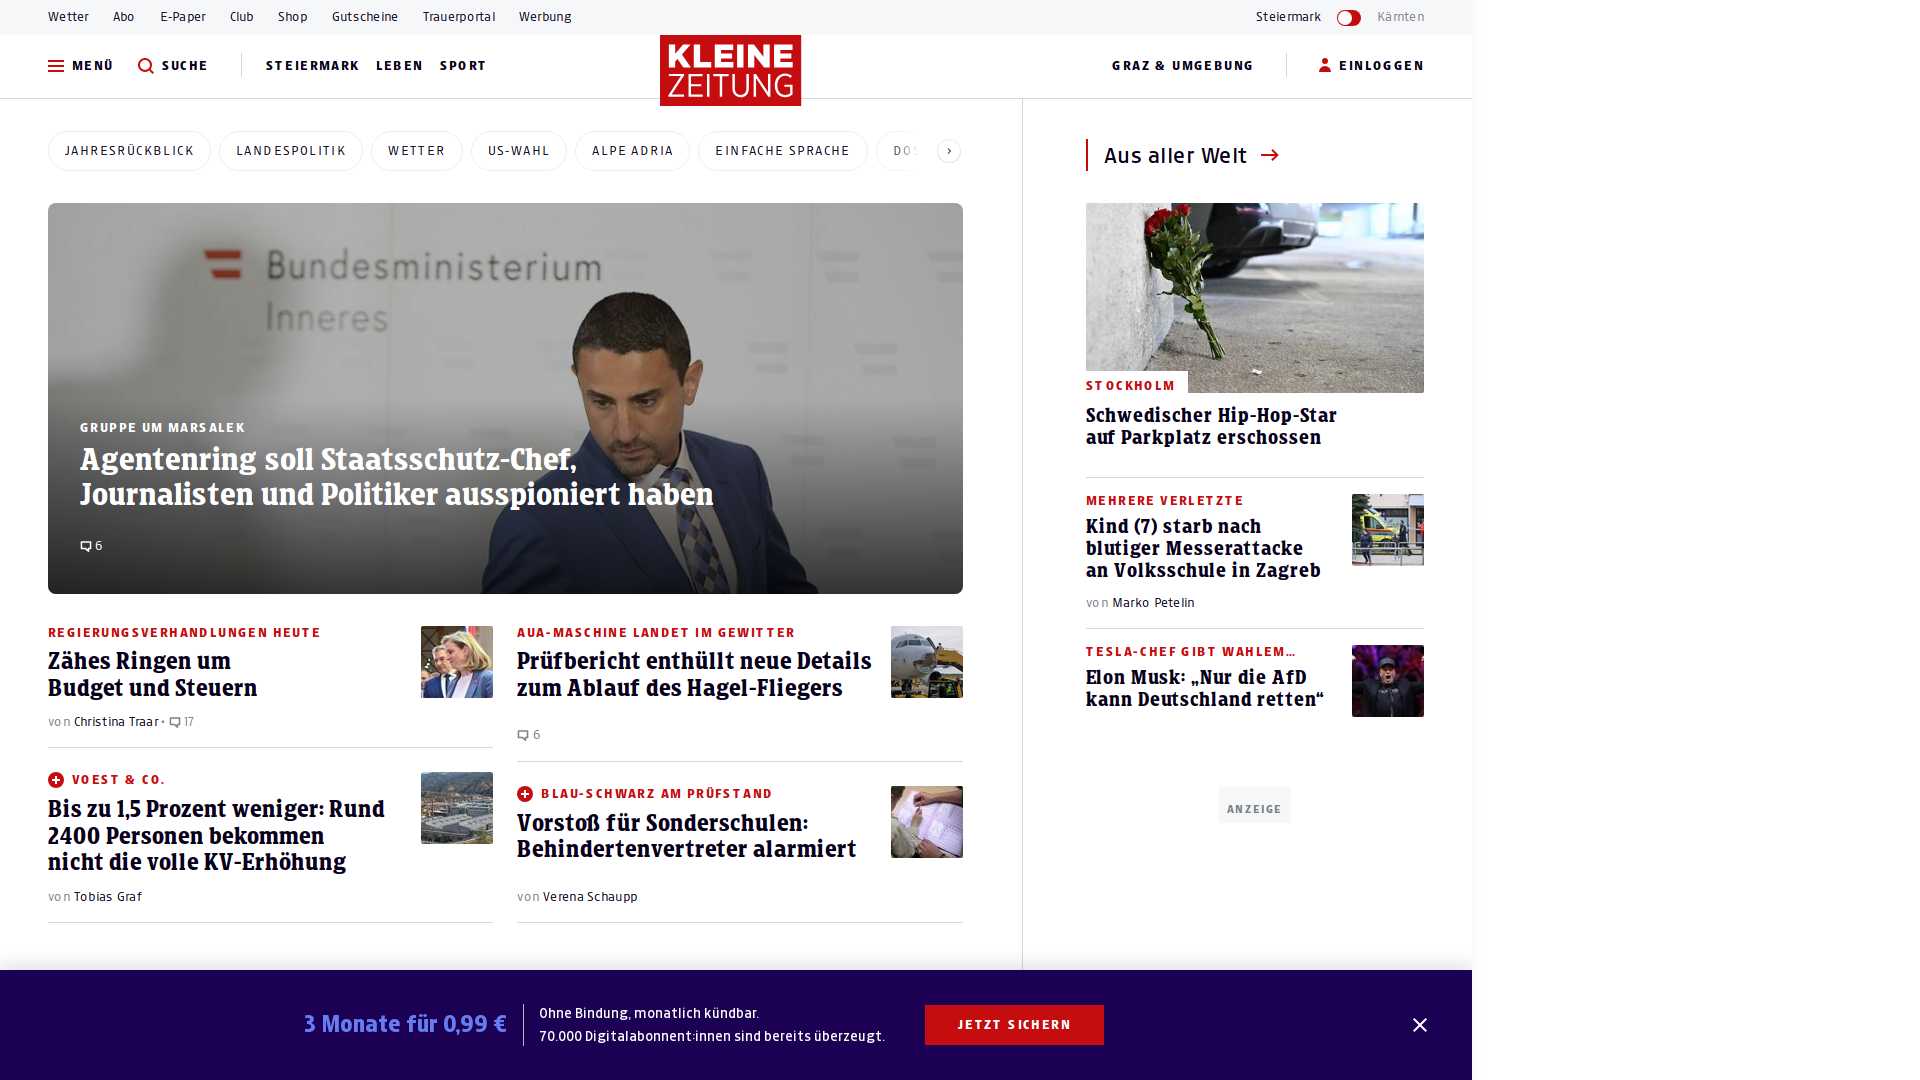 Wetter Abo E-Paper Club Shop Gutscheine Trauerportal Werbung Steiermark Kärnten
MENÜ SUCHE STEIERMARK LEBEN SPORT KLEINE ZEITUNG GRAZ & UMGEBUNG EINLOGGEN
JAHRESRÜCKBLICK LANDESPOLITIK WETTER US-WAHL ALPE ADRIA EINFACHE SPRACHE
Bundesministerium
Inneres
GRUPPE UM MARSALEK
Agentenring soll Staatsschutz-Chef,
Journalisten und Politiker ausspioniert haben
6
REGIERUNGSVERHANDLUNGEN HEUTE
Zähes Ringen um
Budget und Steuern
von Christina Traar • 17
AUA-MASCHINE LANDET IM GEWITTER
Prüfbericht enthüllt neue Details
zum Ablauf des Hagel-Fliegers
6
VOEST & CO.
Bis zu 1,5 Prozent weniger: Rund
2400 Personen bekommen
nicht die volle KV-Erhöhung
von Tobias Graf
BLAU-SCHWARZ AM PRÜFSTAND
Vorstoß für Sonderschulen:
Behindertenvertreter alarmiert
von Verena Schaupp
Aus aller Welt
STOCKHOLM
Schwedischer Hip-Hop-Star
auf Parkplatz erschossen
MEHRERE VERLETZTE
Kind (7) starb nach
blutiger Messerattacke
an Volksschule in Zagreb
von Marko Petelin
TESLA-CHEF GIBT WAHLEM…
Elon Musk: „Nur die AfD
kann Deutschland retten“
ANZEIGE
3 Monate für 0,99 €
Ohne Bindung, monatlich kündbar.
70.000 Digitalabonnent:innen sind bereits überzeugt.
JETZT SICHERN